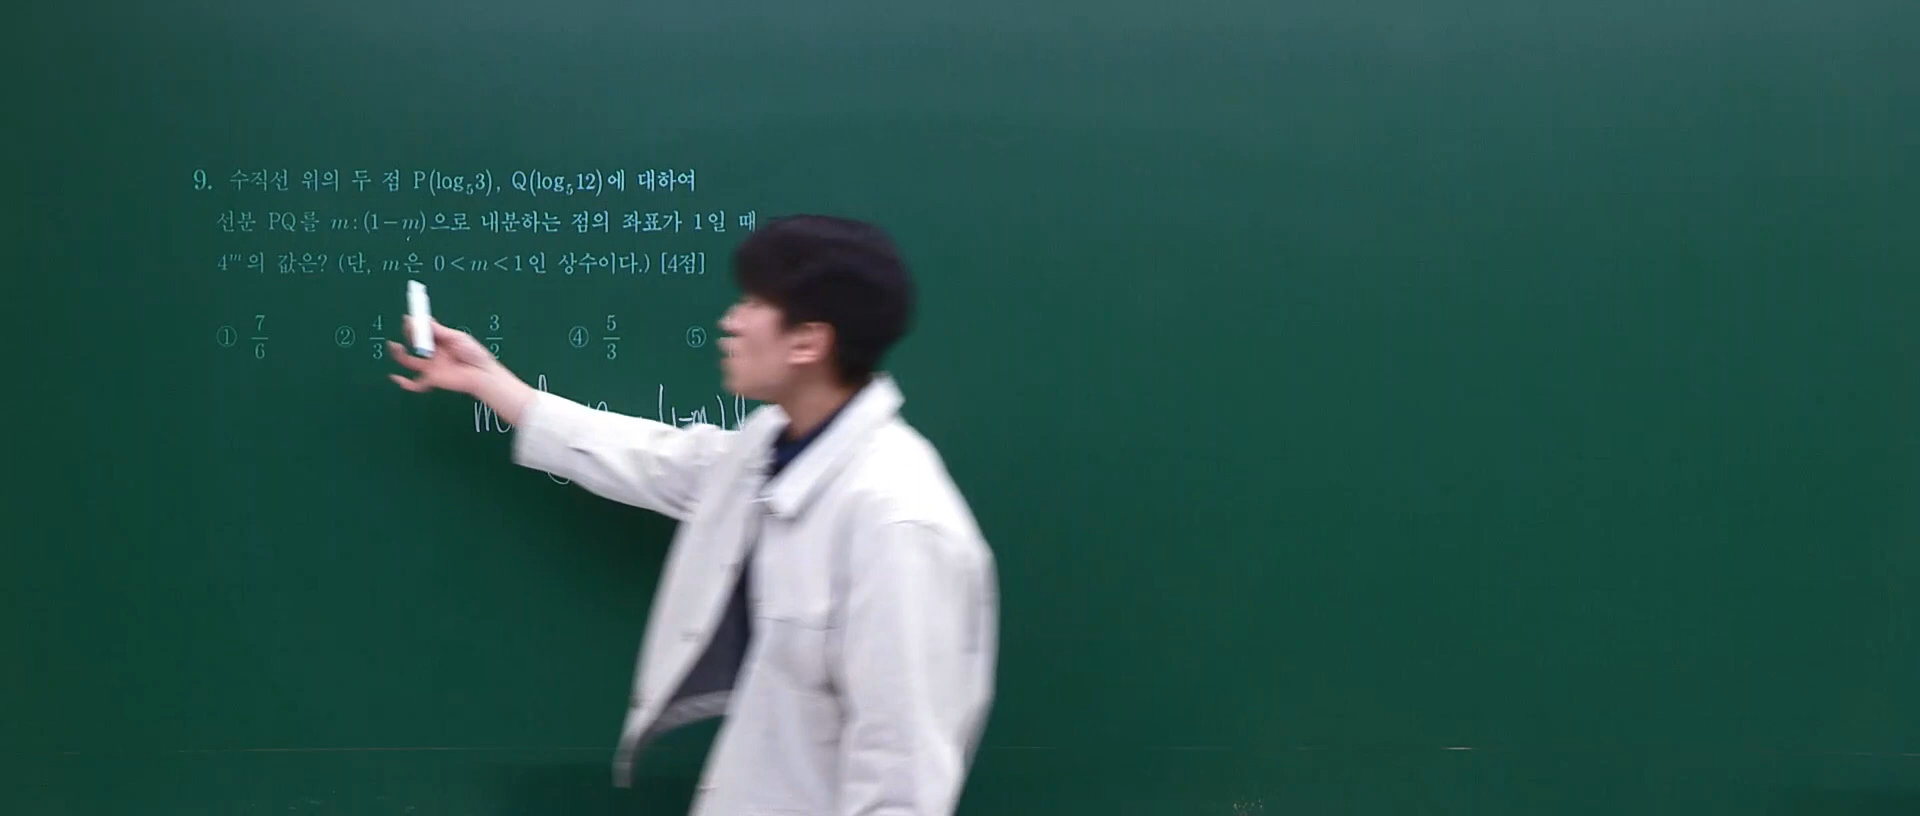 9. 수직선 위의 두 점 P(log₅3), Q(log₅12)에 대하여
선분 PQ를 m:(1-m)으로 내분하는 점의 좌표가 1일 때
4ᵐ의 값은? (단, m은 0<m<1인 상수이다.) [4점]
① 7/6 ② 4/3 3/2 ④ 5/3 ⑤
m (1-m)